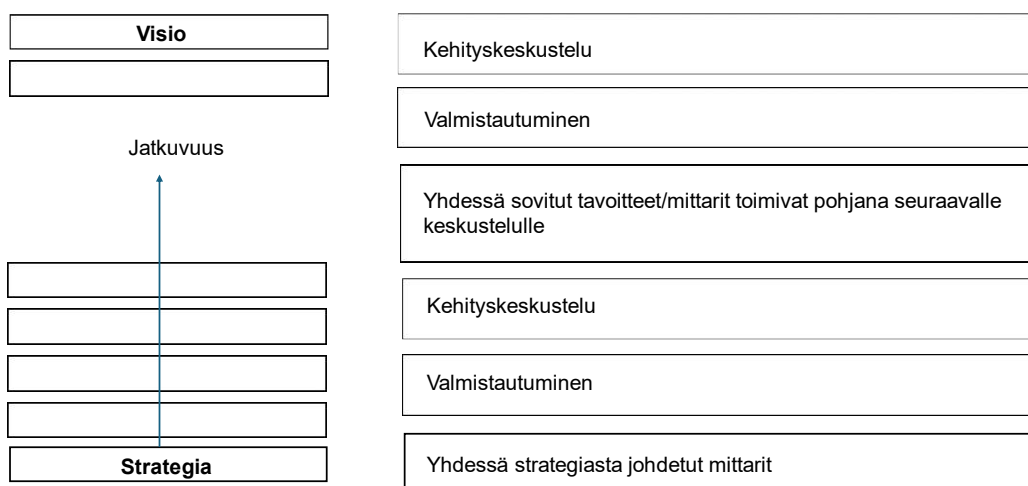 Visio
Jatkuvuus
Strategia
Kehityskeskustelu
Valmistautuminen
Yhdessä sovitut tavoitteet/mittarit toimivat pohjana seuraavalle
keskustelulle
Kehityskeskustelu
Valmistautuminen
Yhdessä strategiasta johdetut mittarit